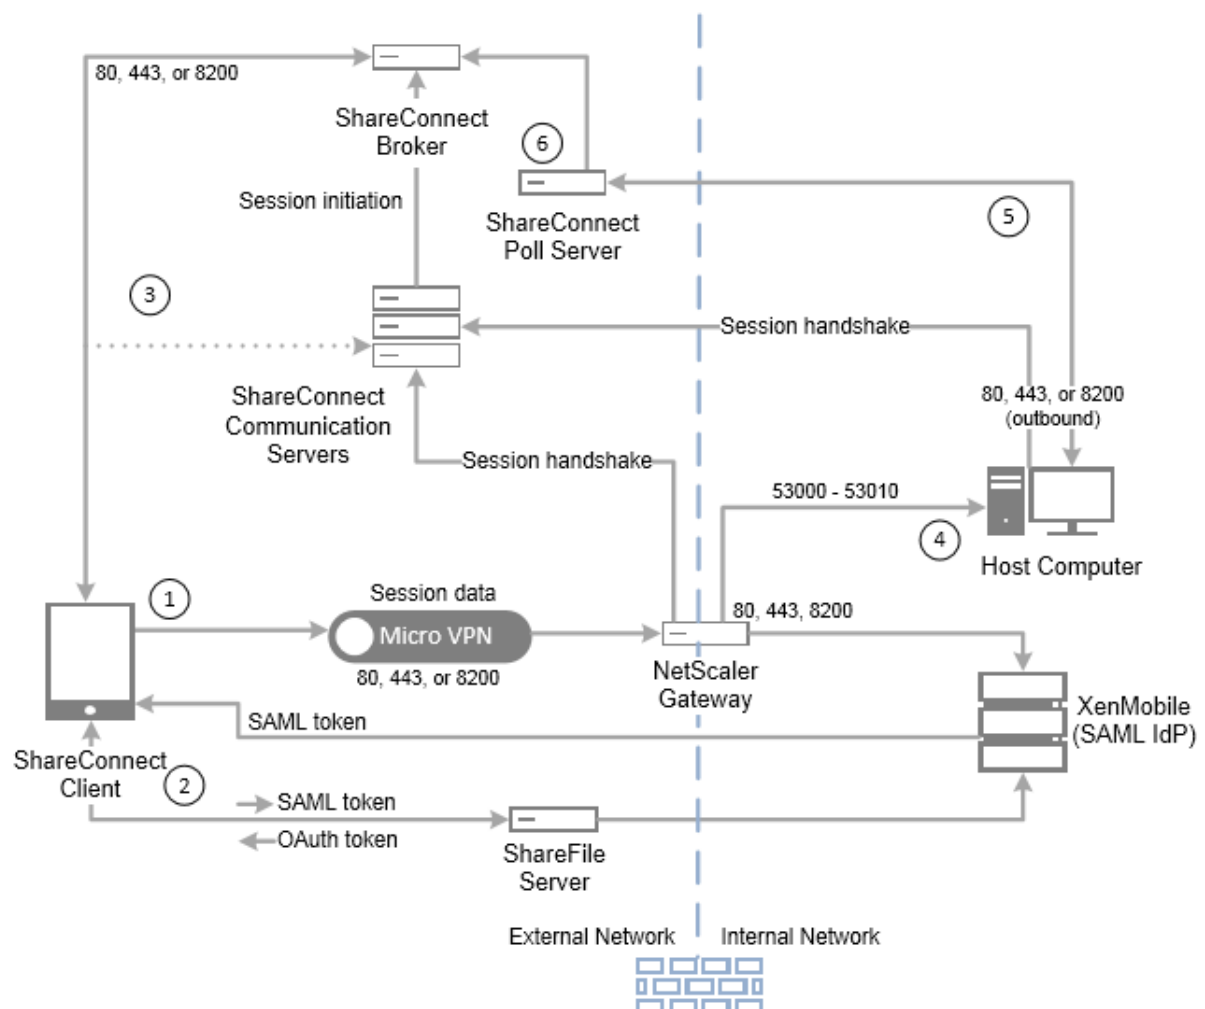 80, 443, or 8200
ShareConnect
Broker
6
Session initiation
ShareConnect
Poll Server
5
3
Session handshake
ShareConnect
Communication
Servers
80, 443, or 8200
(outbound)
Session handshake
53000 - 53010
4
Host Computer
1
Session data
Micro VPN
80, 443, or 8200
80, 443, 8200
NetScaler
Gateway
SAML token
XenMobile
(SAML IdP)
ShareConnect
Client
2
SAML token
OAuth token
ShareFile
Server
External Network
Internal Network